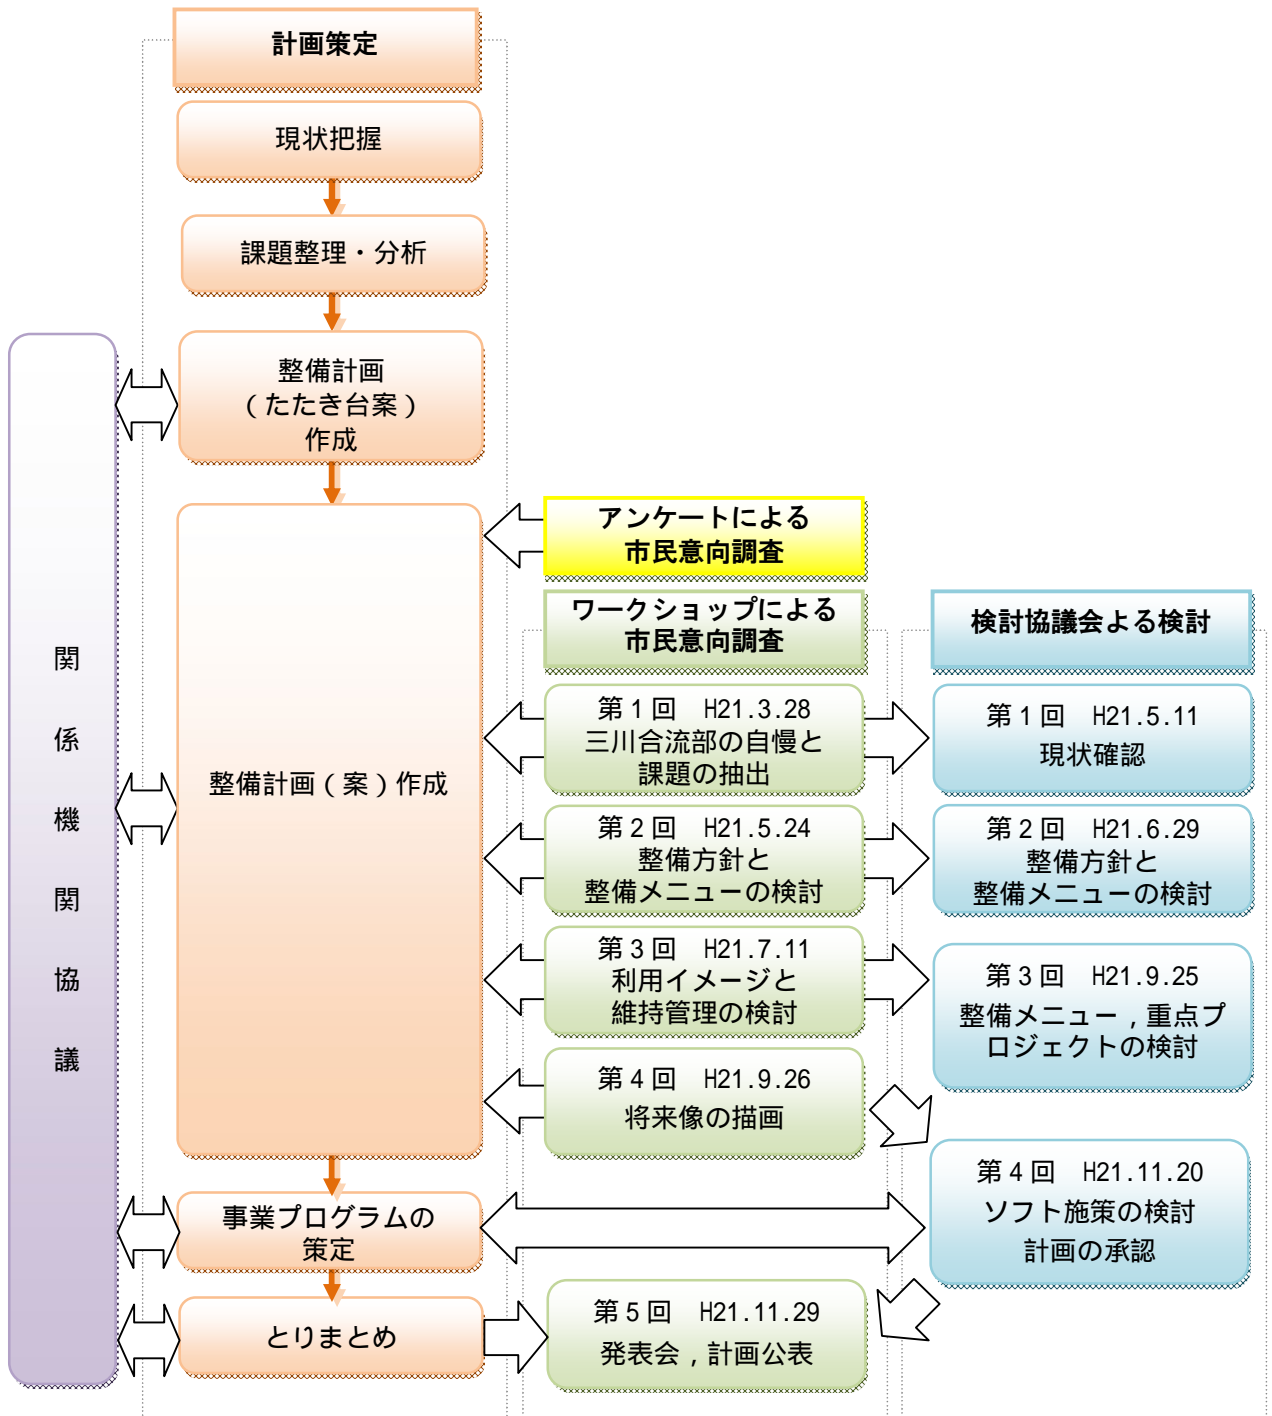 計画策定
現状把握
課題整理・分析
整備計画
（たたき台案）
作成
整備計画（案）作成
事業プログラムの
策定
とりまとめ
関係機関協議
アンケートによる
市民意向調査
ワークショップによる
市民意向調査
第１回　H21.3.28
三川合流部の自慢と
課題の抽出
第２回　H21.5.24
整備方針と
整備メニューの検討
第３回　H21.7.11
利用イメージと
維持管理の検討
第４回　H21.9.26
将来像の描画
第５回　H21.11.29
発表会，計画公表
検討協議会よる検討
第１回　H21.5.11
現状確認
第２回　H21.6.29
整備方針と
整備メニューの検討
第３回　H21.9.25
整備メニュー，重点プ
ロジェクトの検討
第４回　H21.11.20
ソフト施策の検討
計画の承認